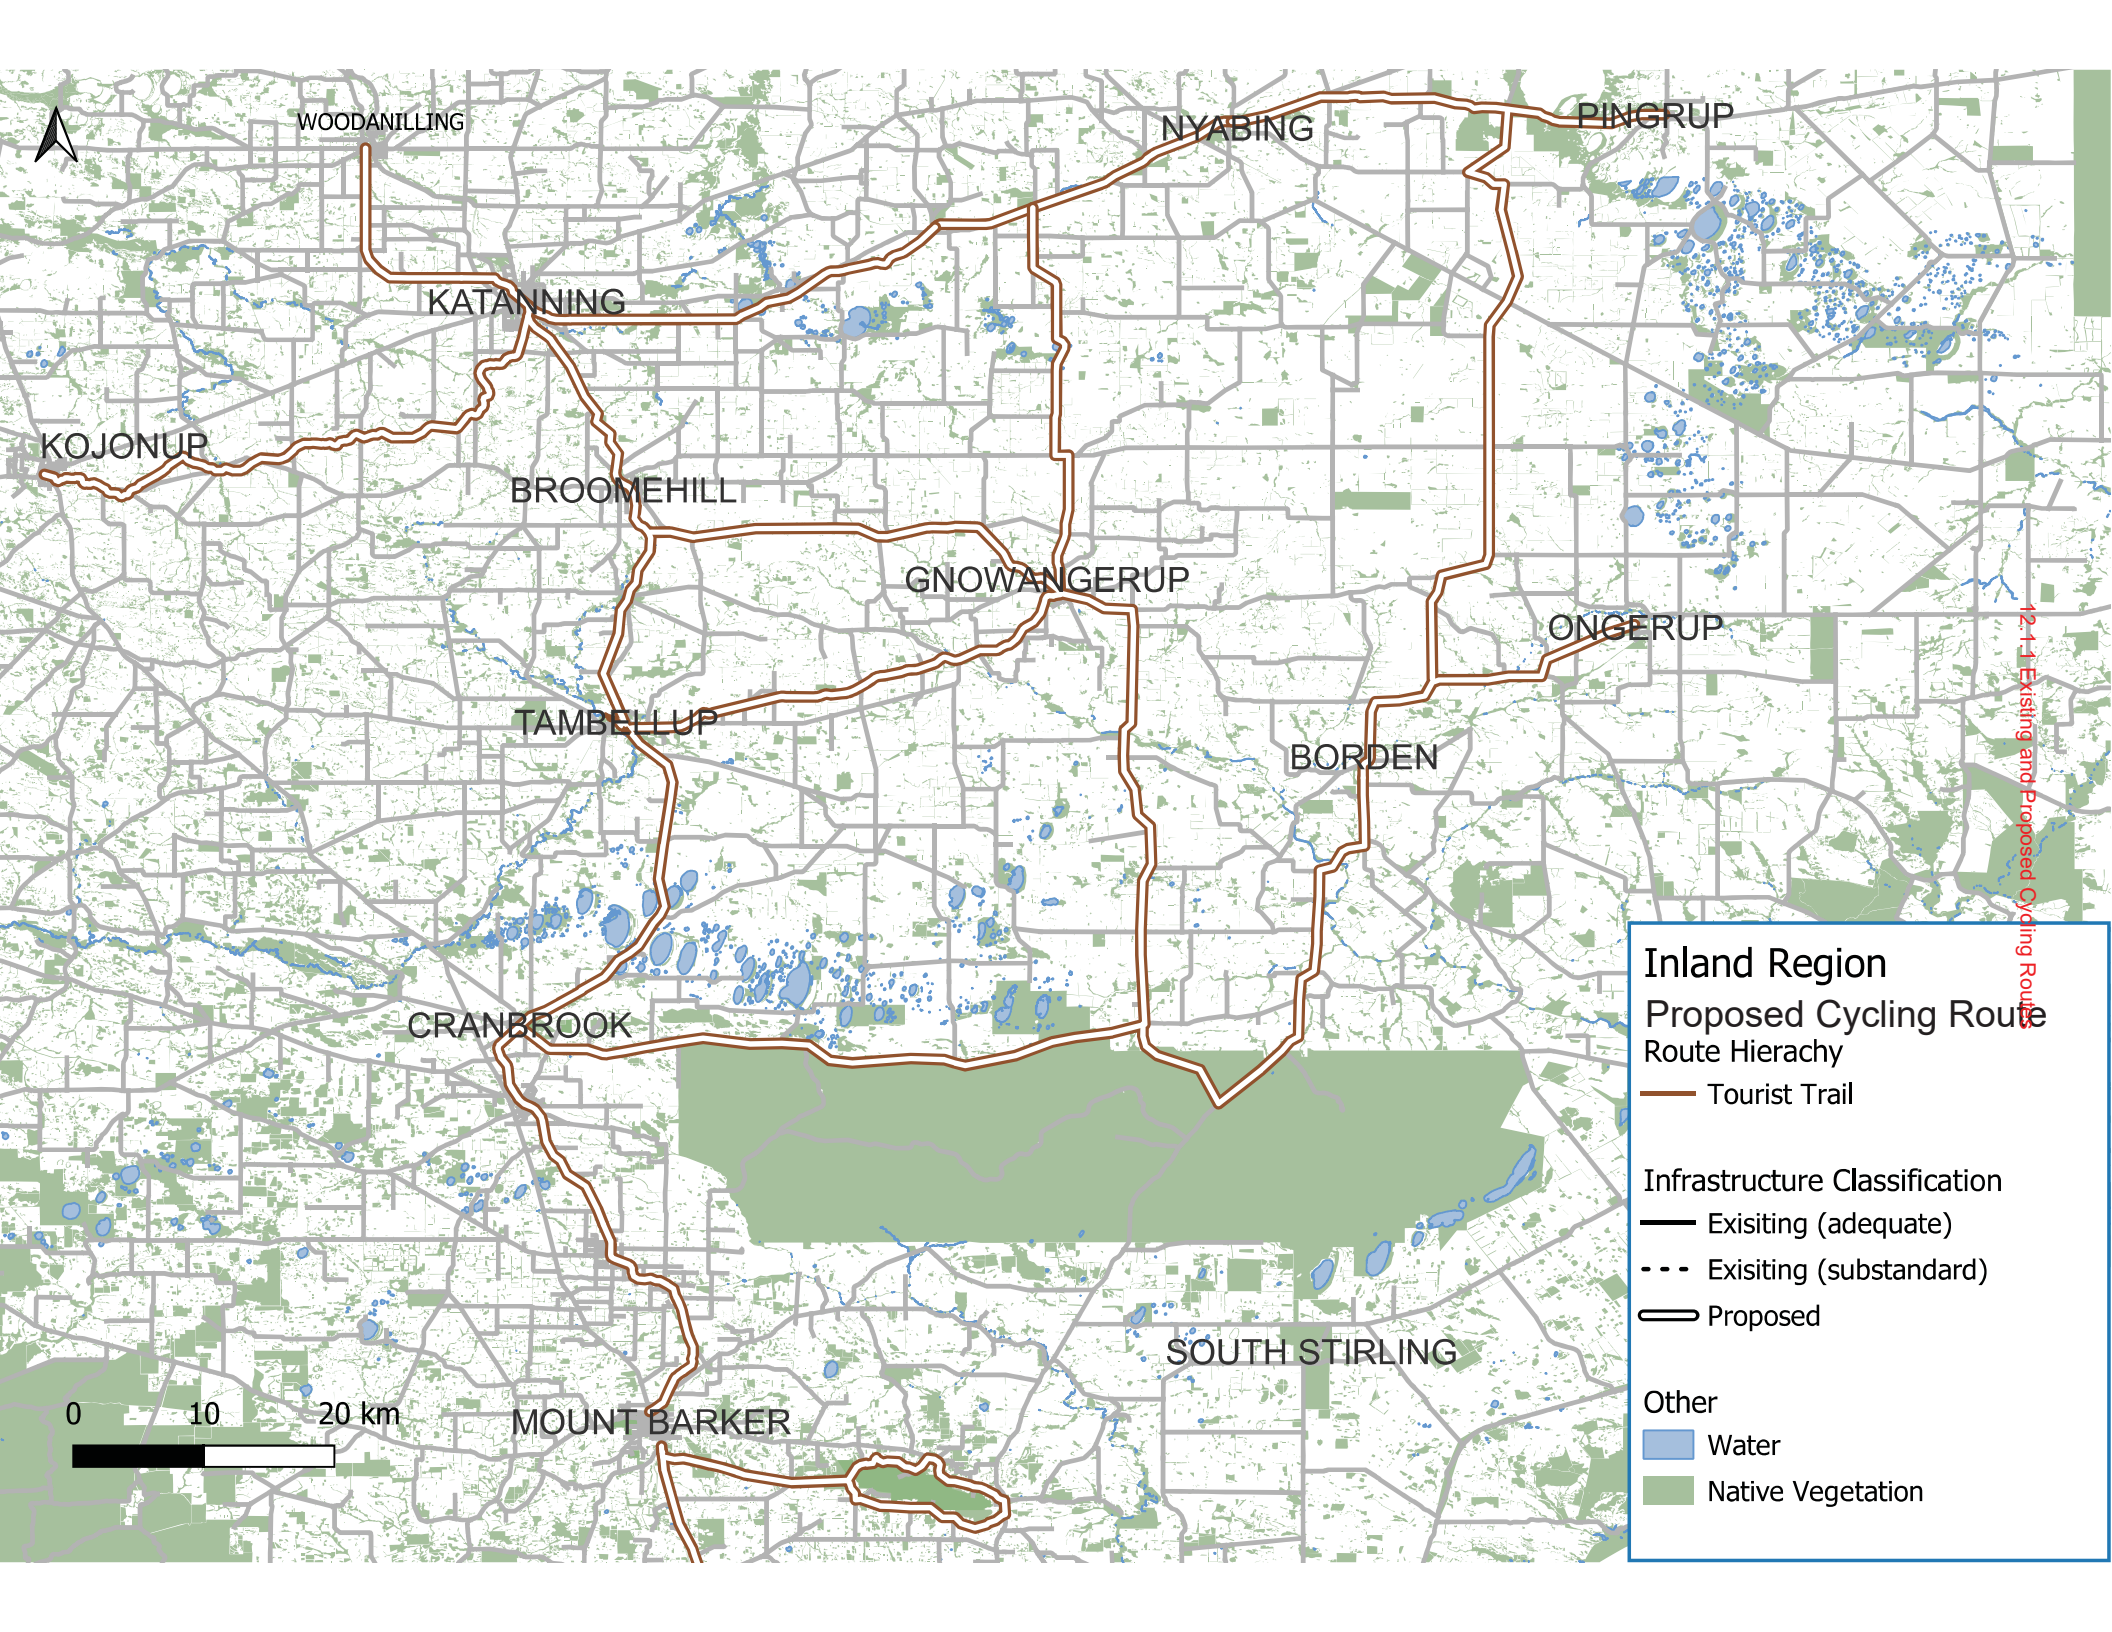 WOODANILLING
NYABING
PINGRUP
KATANNING
KOJONUP
BROOMEHILL
GNOWANGERUP
ONGERUP
TAMBELLUP
BORDEN
CRANBROOK
SOUTH STIRLING
MOUNT BARKER
0 10 20 km
12.1.1 Existing and Proposed Cycling Routes
Inland Region
Proposed Cycling Route
Route Hierachy
Tourist Trail
Infrastructure Classification
Exisiting (adequate)
Exisiting (substandard)
Proposed
Other
Water
Native Vegetation